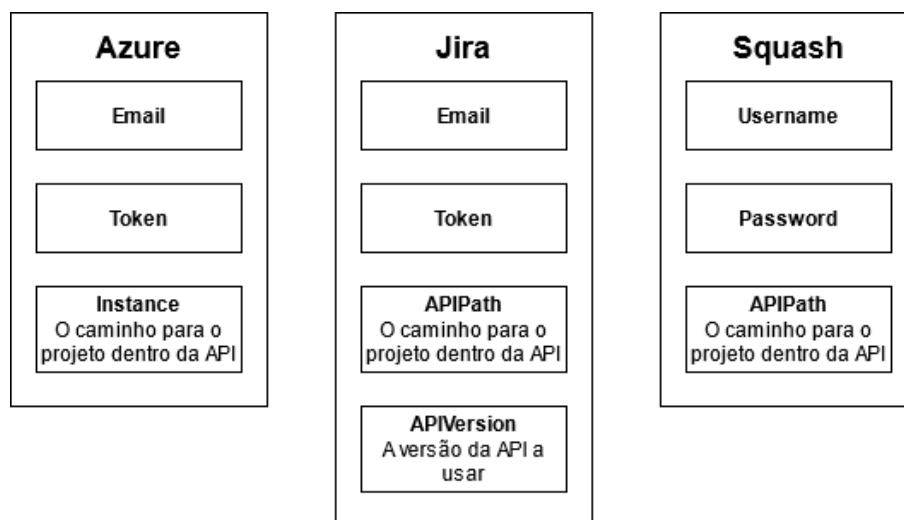 Azure
Email
Token
Instance
O caminho para o
projeto dentro da API
Jira
Email
Token
APIPath
O caminho para o
projeto dentro da API
APIVersion
A versão da API a
usar
Squash
Username
Password
APIPath
O caminho para o
projeto dentro da API